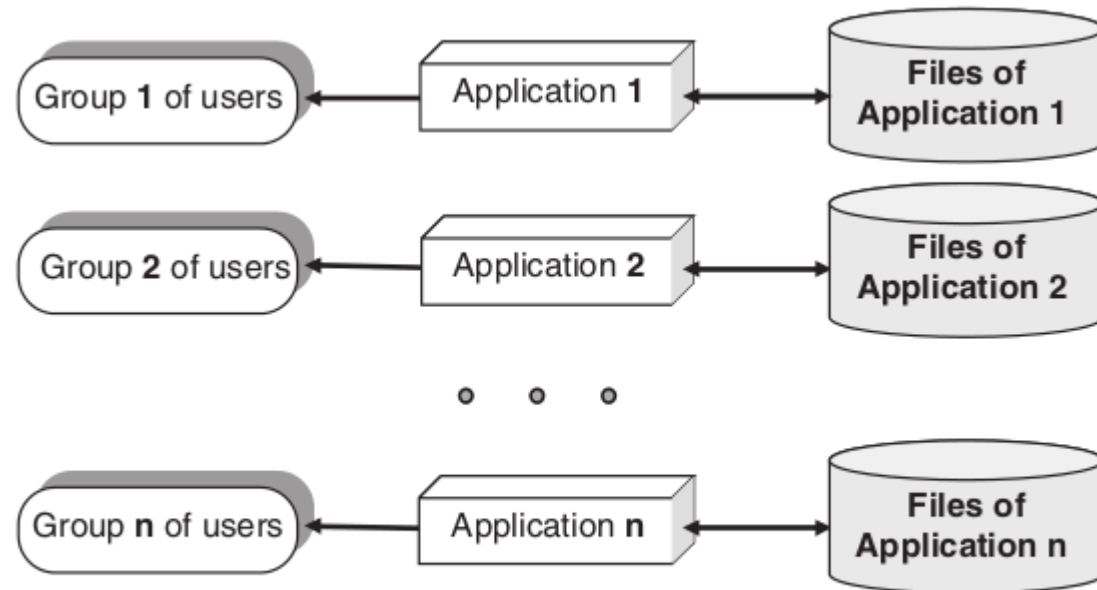 Group 1 of users
Application 1
Files of
Application 1
Group 2 of users
Application 2
Files of
Application 2
Group n of users
Application n
Files of
Application n